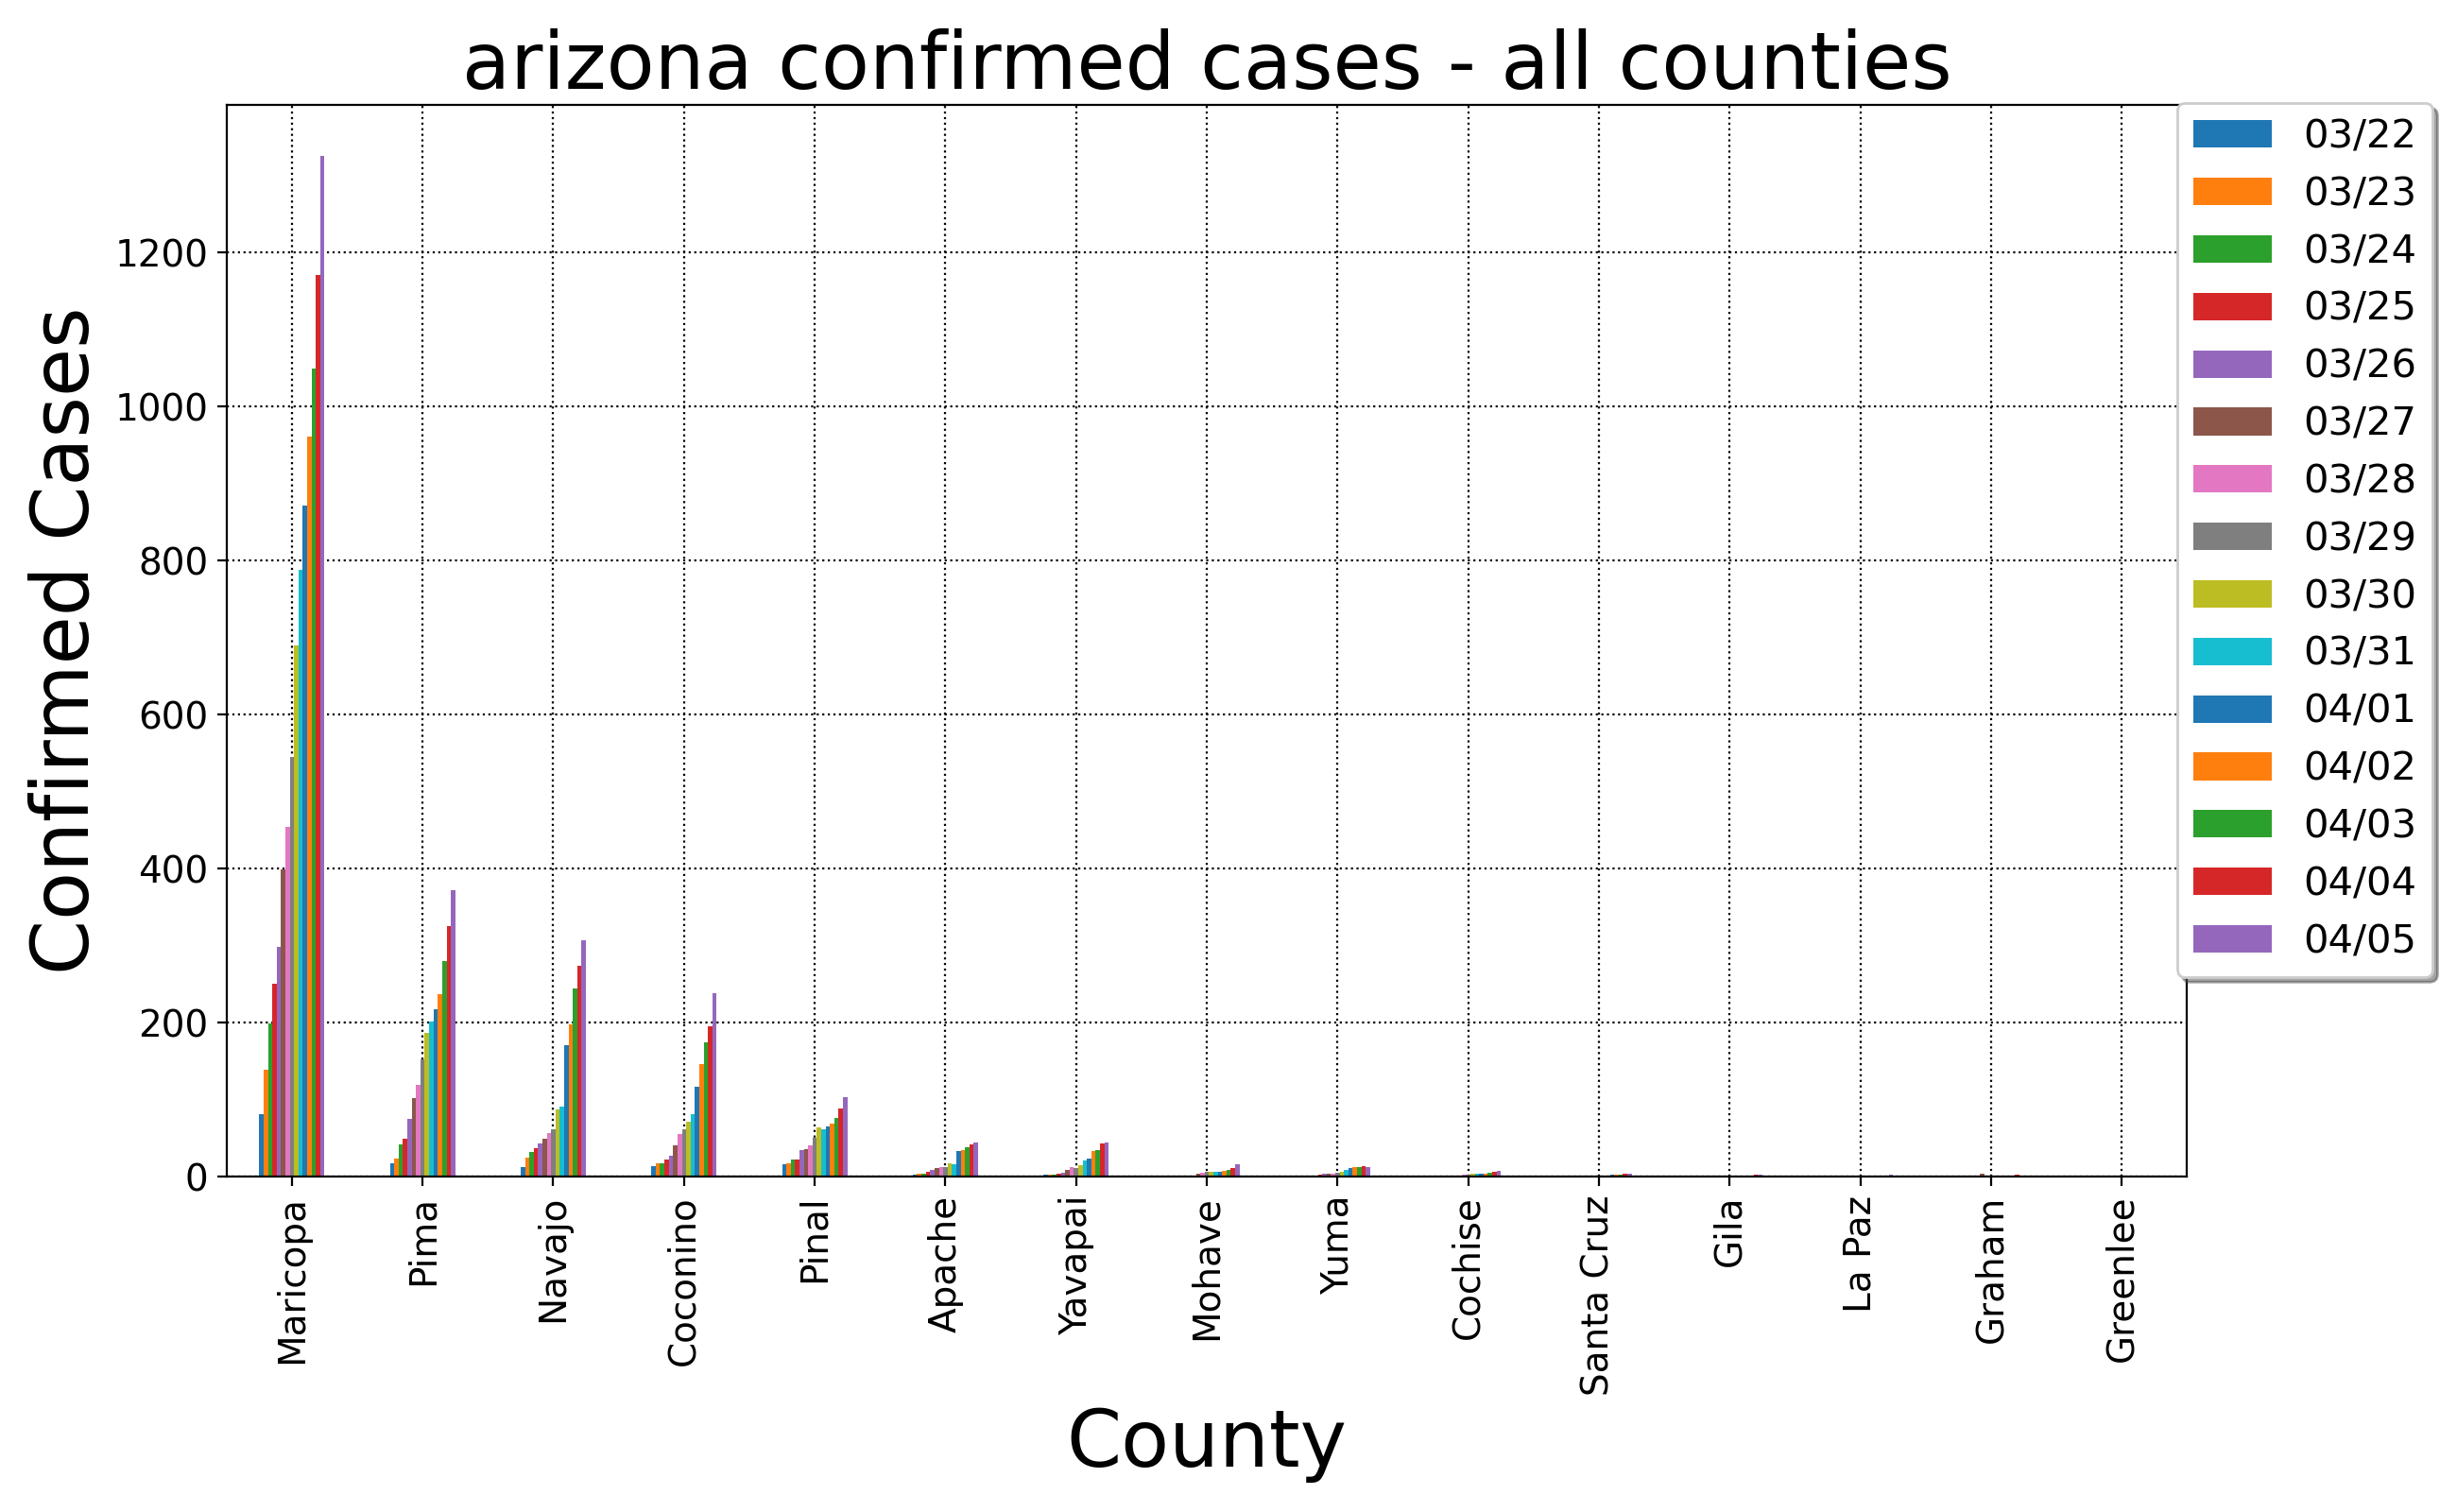 arizona confirmed cases - all counties
Confirmed Cases
1200
1000
800
600
400
200
0
03/22
03/23
03/24
03/25
03/26
03/27
03/28
03/29
03/30
03/31
04/01
04/02
04/03
04/04
04/05
Maricopa
Pima
Navajo
Coconino
Pinal
Apache
Yavapai
Mohave
Yuma
Cochise
Santa Cruz
Gila
La Paz
Graham
Greenlee
County